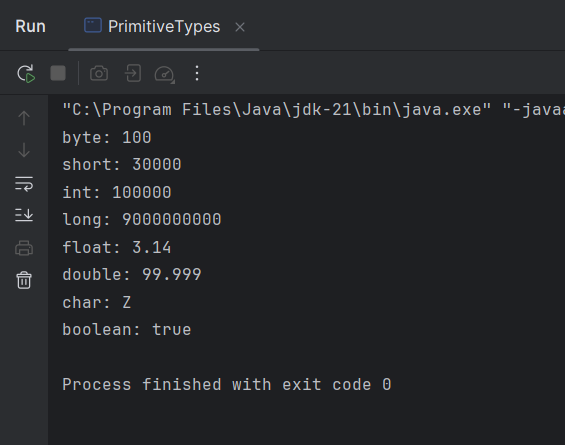 Run
PrimitiveTypes
"C:\Program Files\Java\jdk-21\bin\java.exe" "-java
byte: 100
short: 30000
int: 100000
long: 9000000000
float: 3.14
double: 99.999
char: Z
boolean: true
Process finished with exit code 0